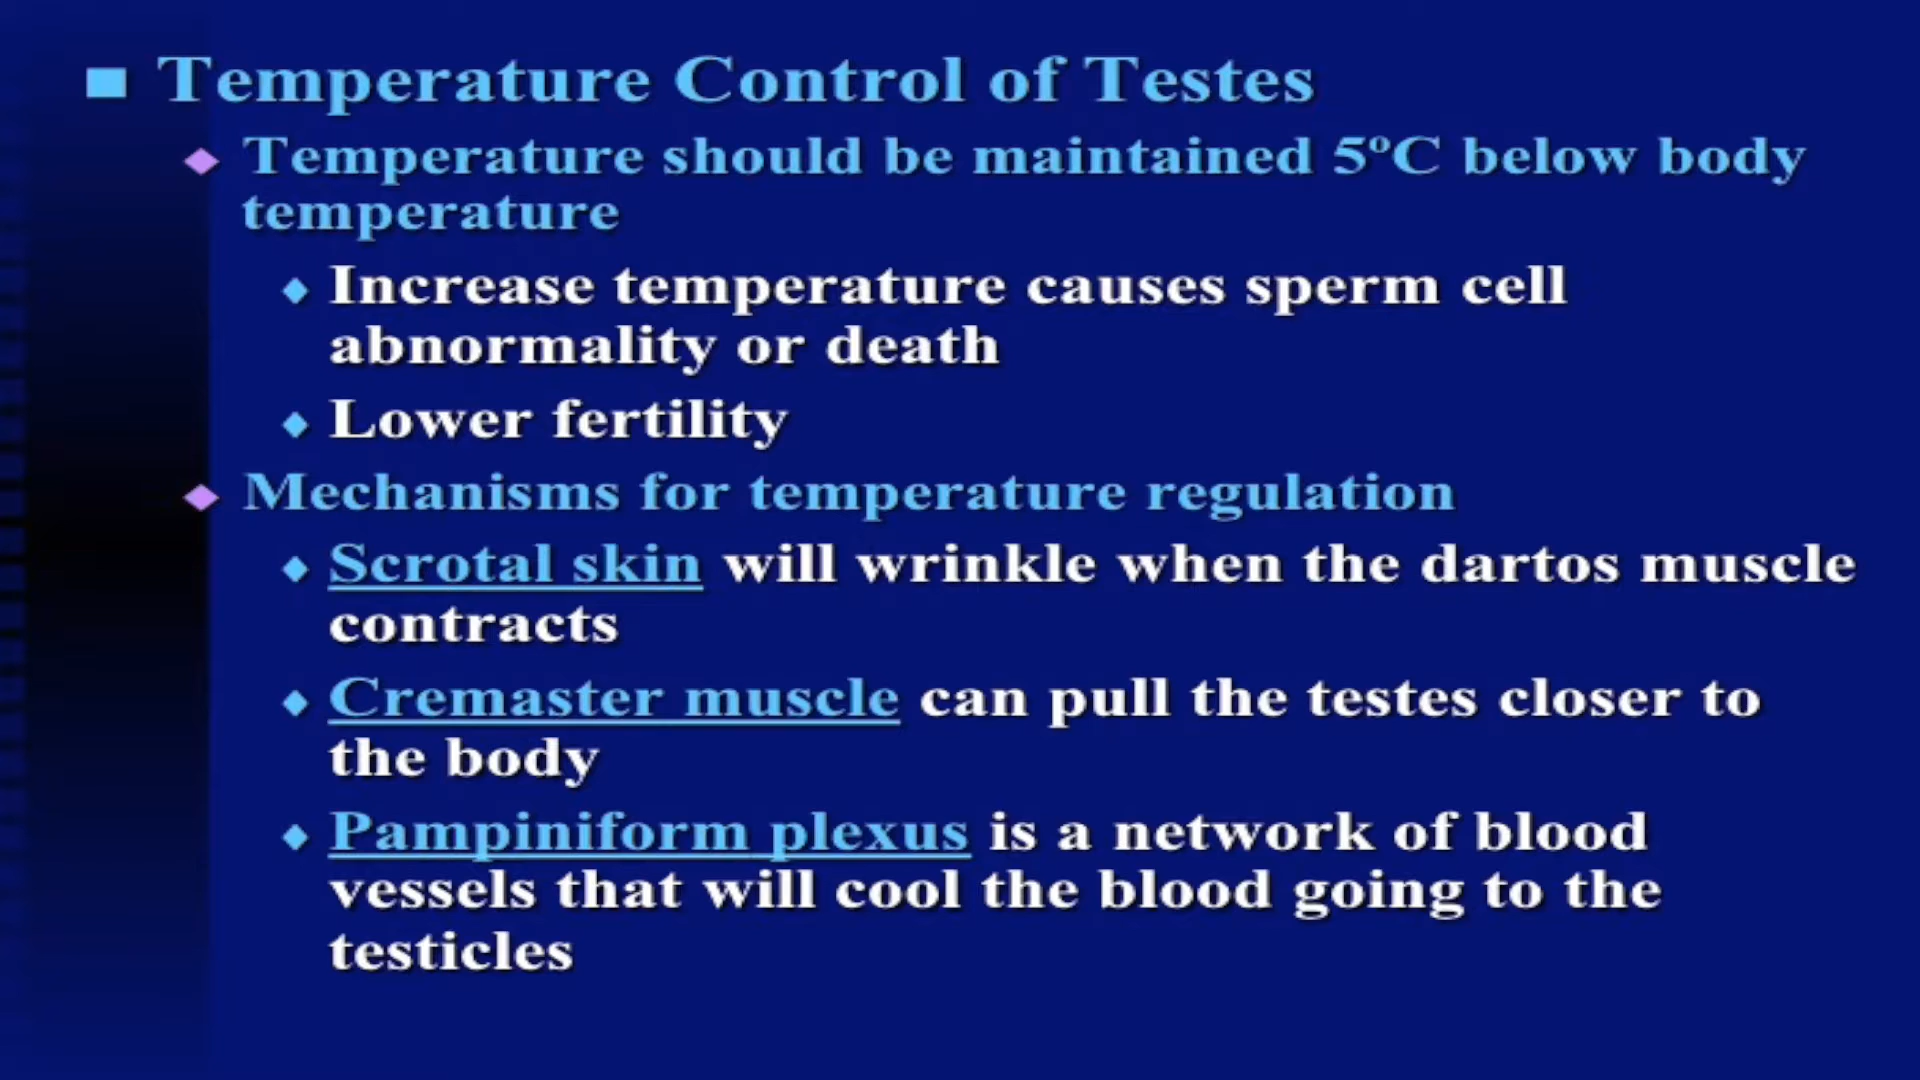 Temperature Control of Testes
Temperature should be maintained 5ºC below body
temperature
Increase temperature causes sperm cell
abnormality or death
Lower fertility
Mechanisms for temperature regulation
Scrotal skin will wrinkle when the dartos muscle
contracts
Cremaster muscle can pull the testes closer to
the body
Pampiniform plexus is a network of blood
vessels that will cool the blood going to the
testicles